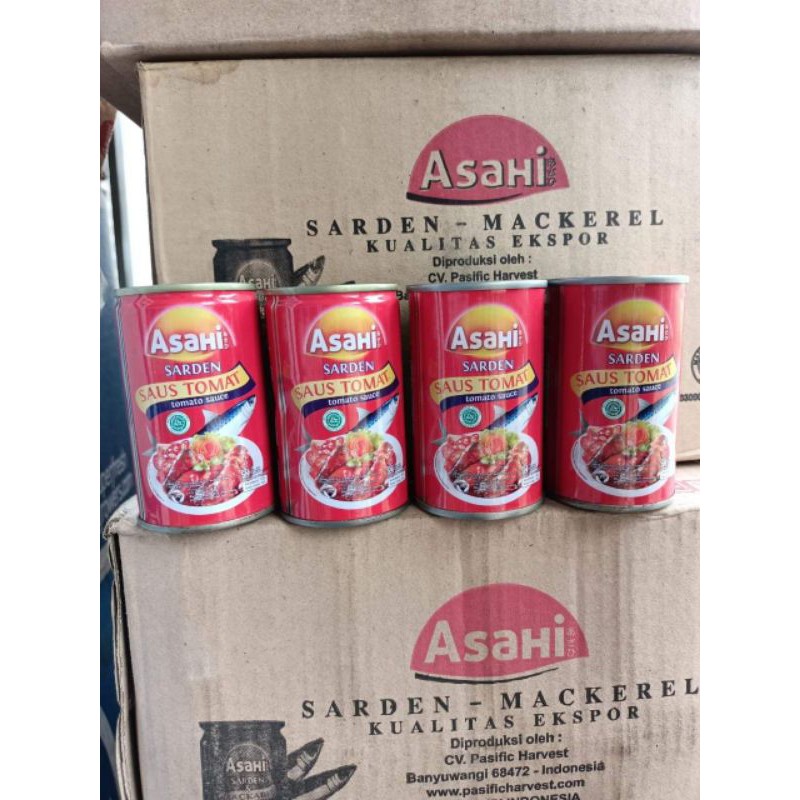 Asahi
SARDEN - MACKEREL
KUALITAS EKSPOR
Diproduksi oleh :
CV. Pasific Harvest
Asahi
SARDEN
SAUS TOMAT
tomato sauce
Asahi
SARDEN
SAUS TOMAT
tomato sauce
Asahi
SARDEN
SAUS TOMAT
tomato sauce
Asahi
SARDEN
SAUS TOMAT
tomato sauce
Asahi
SARDEN - MACKEREL
KUALITAS EKSPOR
Diproduksi oleh :
CV. Pasific Harvest
Banyuwangi 68472 - Indonesia
www.pasificharvest.com
INDONESIA
Asahi
SARDEN